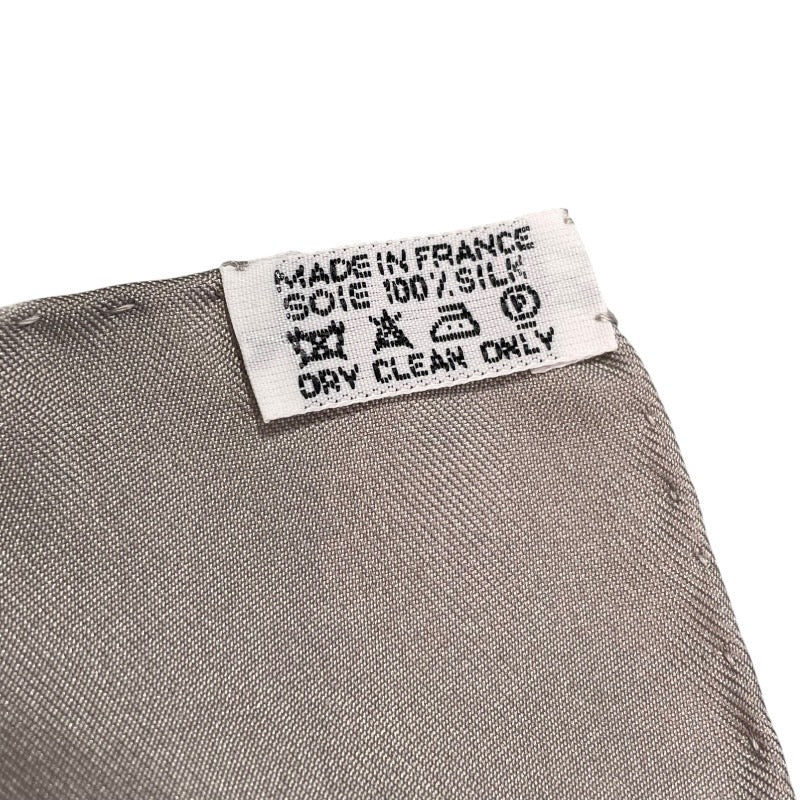 MADE IN FRANCE
SOIE 100% SILK
P
DRY CLEAN ONLY